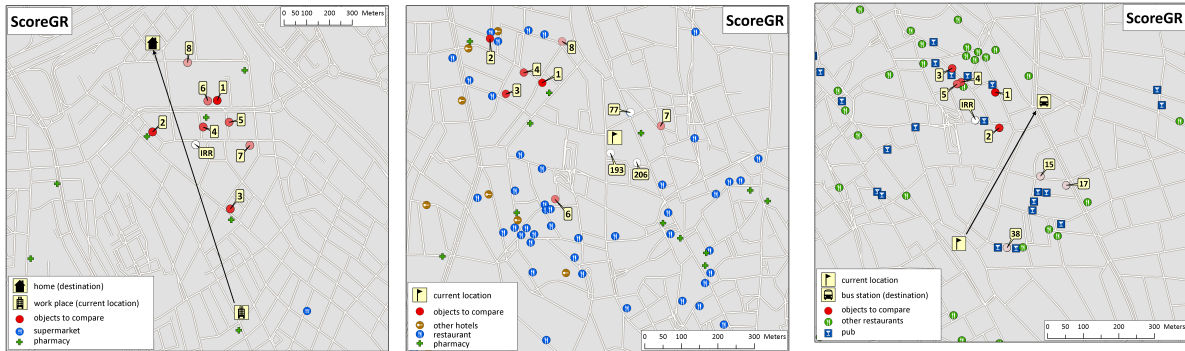 ScoreGR
0 50 100 200 300 Meters
8
6
1
5
2
4
IRR
7
3
home (destination)
work place (current location)
objects to compare
supermarket
pharmacy
ScoreGR
2
8
4
1
3
77
7
193
206
6
current location
objects to compare
other hotels
restaurant
pharmacy
0 50 100 200 300 Meters
ScoreGR
3
4
5
1
IRR
2
15
17
38
current location
bus station (destination)
objects to compare
other restaurants
pub
0 50 100 200 300 Meters